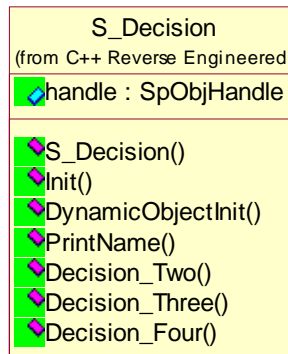 S_Decision
(from C++ Reverse Engineered
handle : SpObjHandle
S_Decision()
Init()
DynamicObjectInit()
PrintName()
Decision_Two()
Decision_Three()
Decision_Four()